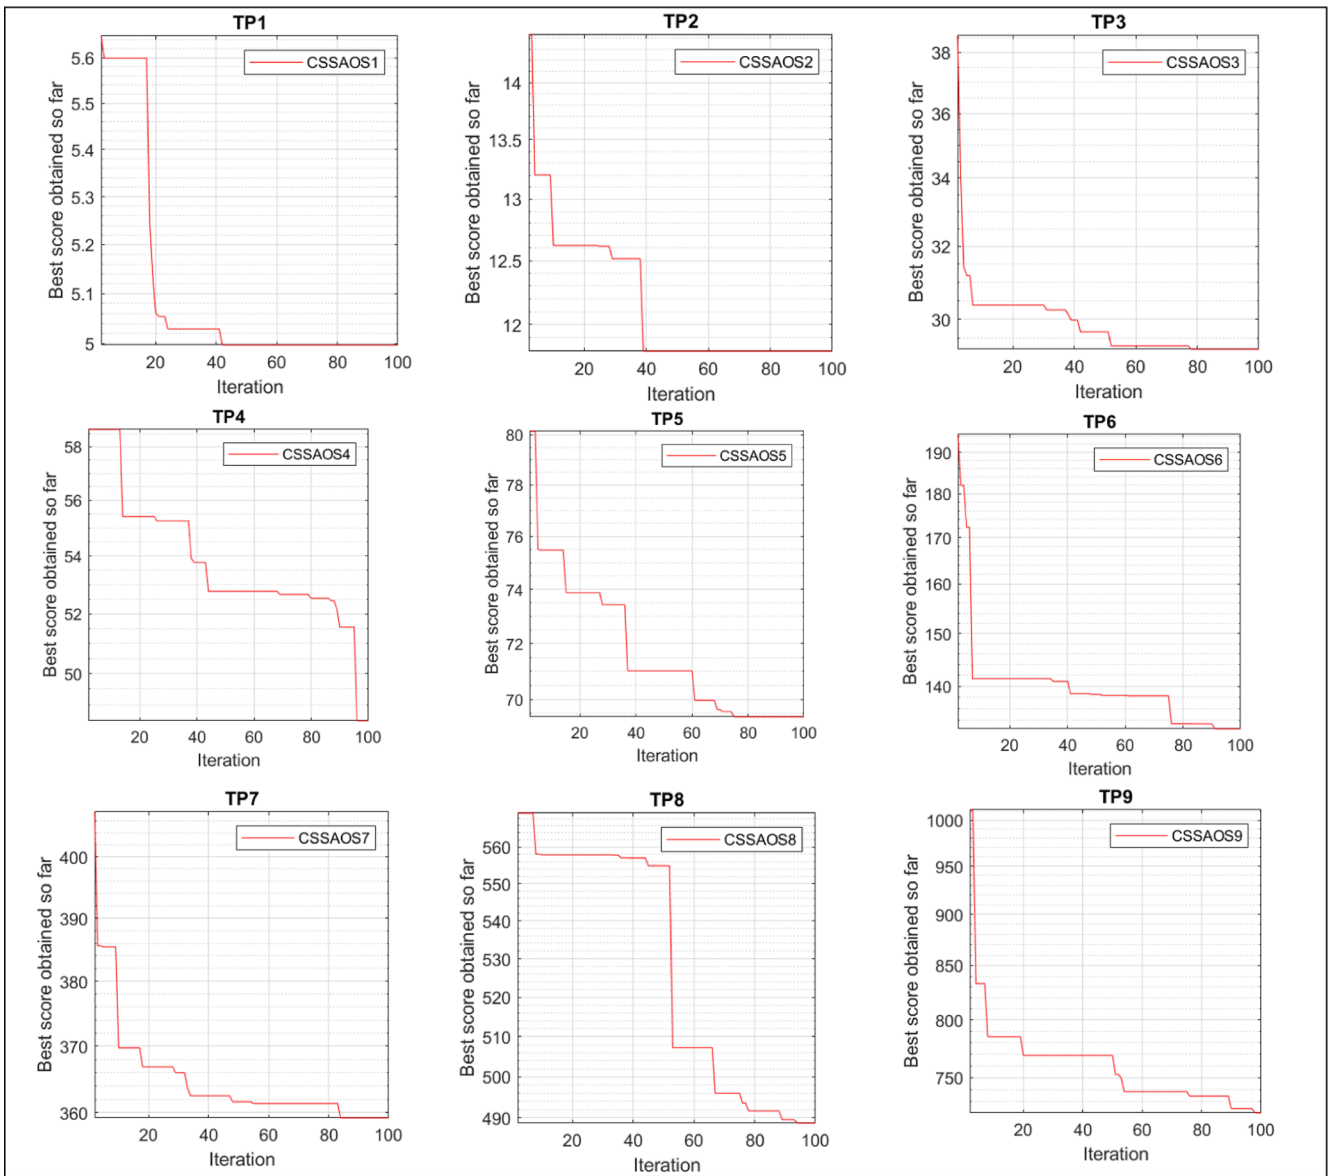 TP1
CSSAOS1
Best score obtained so far
5.6
5.5
5.4
5.3
5.2
5.1
5
20 40 60 80 100
Iteration
TP2
CSSAOS2
Best score obtained so far
14
13.5
13
12.5
12
20 40 60 80 100
Iteration
TP3
CSSAOS3
Best score obtained so far
38
36
34
32
30
20 40 60 80 100
Iteration
TP4
CSSAOS4
Best score obtained so far
58
56
54
52
50
20 40 60 80 100
Iteration
TP5
CSSAOS5
Best score obtained so far
80
78
76
74
72
70
20 40 60 80 100
Iteration
TP6
CSSAOS6
Best score obtained so far
190
180
170
160
150
140
20 40 60 80 100
Iteration
TP7
CSSAOS7
Best score obtained so far
400
390
380
370
360
20 40 60 80 100
Iteration
TP8
CSSAOS8
Best score obtained so far
560
550
540
530
520
510
500
490
20 40 60 80 100
Iteration
TP9
CSSAOS9
Best score obtained so far
1000
950
900
850
800
750
20 40 60 80 100
Iteration